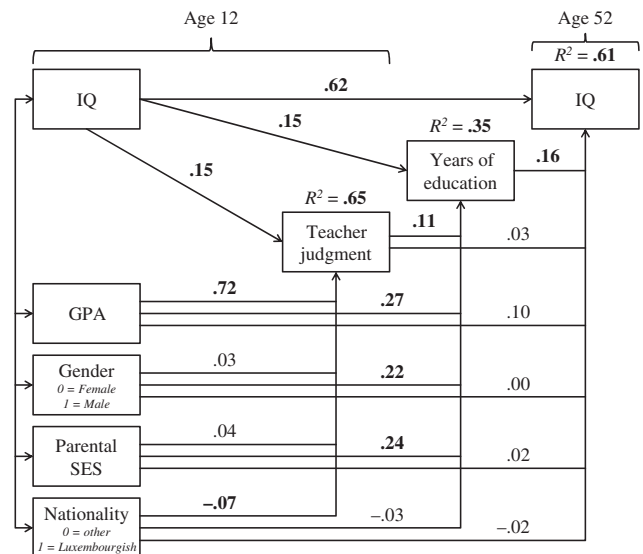 Age 12
Age 52
R² = .61
IQ
.62
IQ
.15
R² = .35
Years of
education
.16
.15
R² = .65
Teacher
judgment
.11
.03
.72
GPA
.27
.10
Gender
0 = Female
1 = Male
.03
.22
.00
Parental
SES
.04
.24
.02
Nationality
0 = other
1 = Luxembourgish
–.07
–.03
–.02